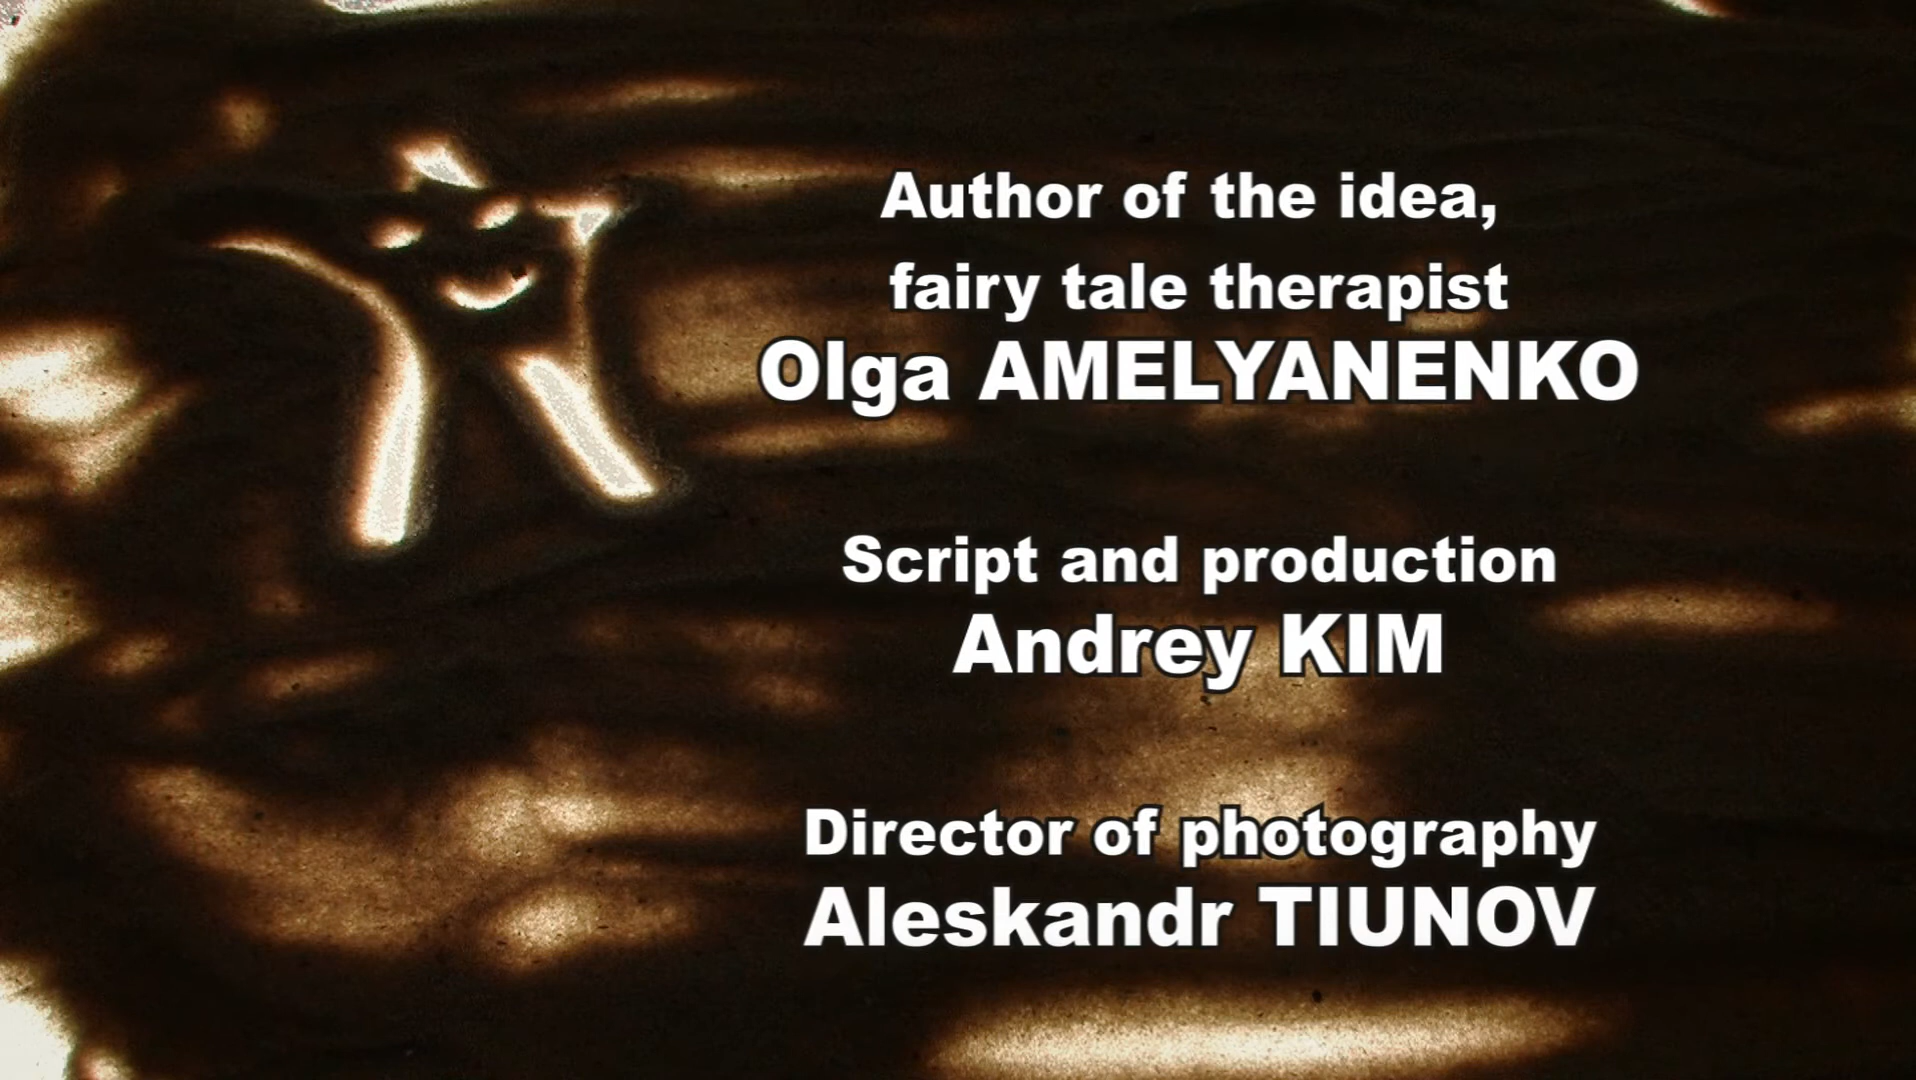 Author of the idea,
fairy tale therapist
Olga AMELYANENKO
Script and production
Andrey KIM
Director of photography
Aleskandr TIUNOV